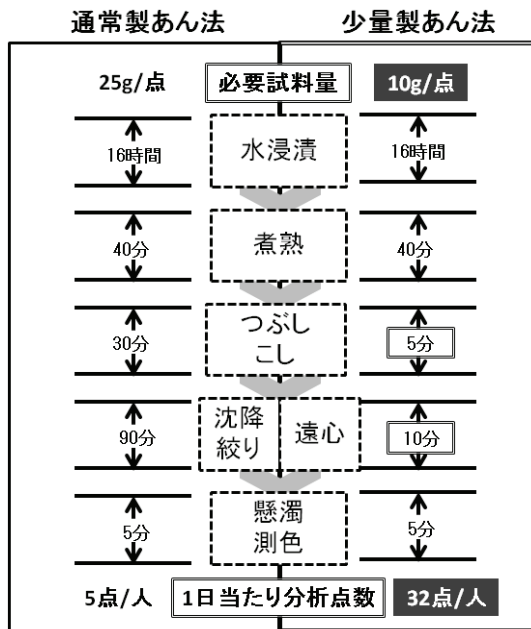 通常製あん法 少量製あん法
25g/点 必要試料量 10g/点
16時間 水浸漬 16時間
40分 煮熟 40分
30分 つぶし
こし 5分
90分 沈降
絞り 遠心 10分
5分 懸濁
測色 5分
5点/人 1日当たり分析点数 32点/人